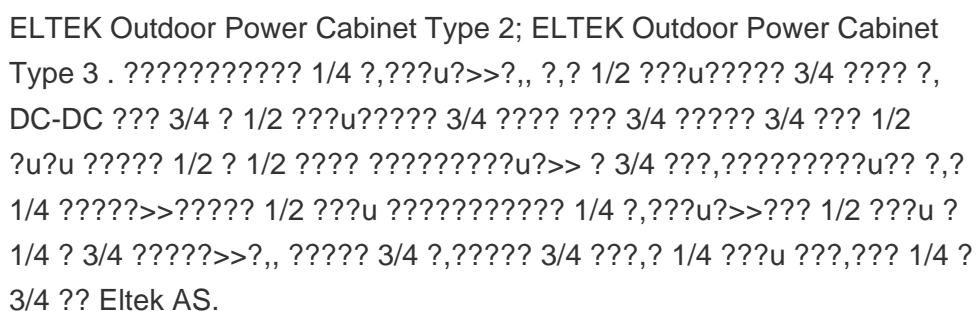 ELTEK Outdoor Power Cabinet Type 2; ELTEK Outdoor Power Cabinet
Type 3 . ??????????? 1/4 ?,???u?>>?,, ?,? 1/2 ???u????? 3/4 ???? ?,
DC-DC ??? 3/4 ? 1/2 ???u????? 3/4 ???? ??? 3/4 ????? 3/4 ??? 1/2
?u?u ????? 1/2 ? 1/2 ???? ?????????u?>> ? 3/4 ???,?????????u?? ?,?
1/4 ?????>>????? 1/2 ???u ??????????? 1/4 ?,???u?>>??? 1/2 ???u ?
1/4 ? 3/4 ?????>>?,, ????? 3/4 ?,????? 3/4 ???,? 1/4 ???u ???,??? 1/4 ?
3/4 ?? Eltek AS.